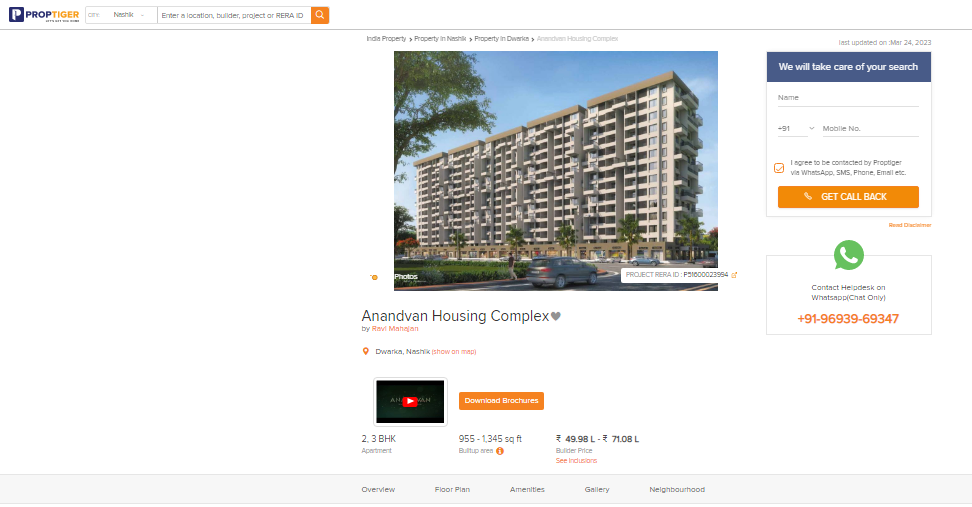 PROPTIGER
CITY:
Nashik
Enter a location, builder, project or RERA ID
India Property
Property in Nashik
Property in Dwarka
Anandvan Housing Complex
last updated on :Mar 24, 2023
We will take care of your search
Name
+91
Mobile No.
I agree to be contacted by Proptiger
via WhatsApp, SMS, Phone, Email etc.
GET CALL BACK
Read Disclaimer
Photos
PROJECT RERA ID : P51600023994
Contact Helpdesk on
Whatsapp(Chat Only)
+91-96939-69347
Anandvan Housing Complex
by Ravi Mahajan
Dwarka, Nashik (show on map)
Download Brochures
2, 3 BHK
Apartment
955 - 1,345 sq ft
Builtup area
₹ 49.98 L - ₹ 71.08 L
Builder Price
See inclusions
Overview
Floor Plan
Amenities
Gallery
Neighbourhood